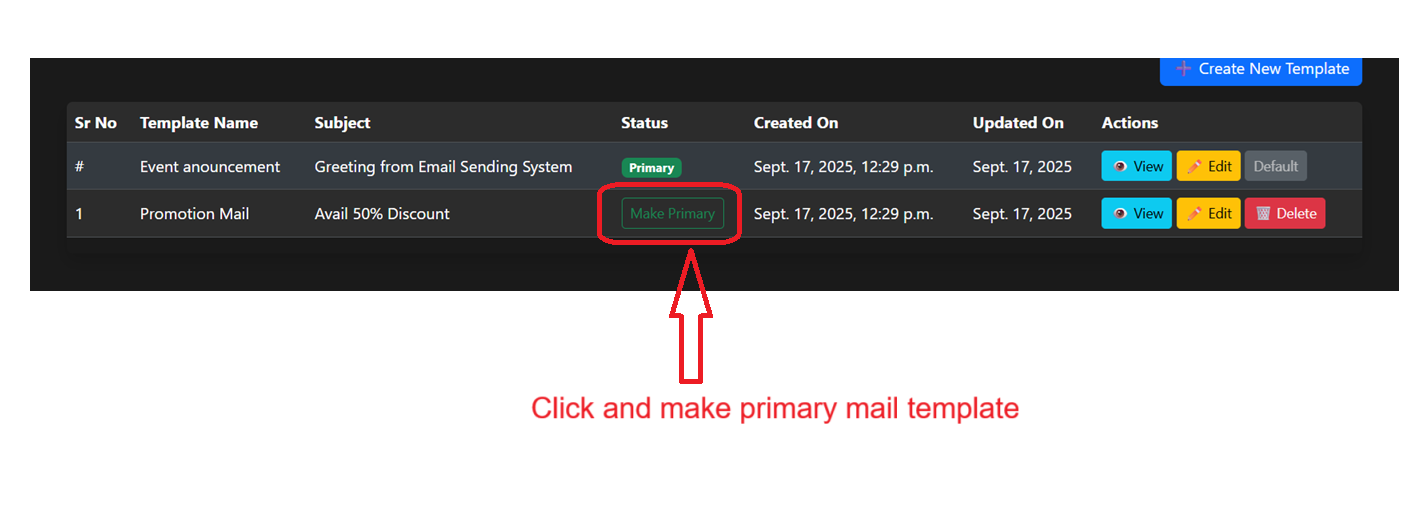 Create New Template
Sr No Template Name Subject Status Created On Updated On Actions
# Event anouncement Greeting from Email Sending System Primary Sept. 17, 2025, 12:29 p.m. Sept. 17, 2025 View Edit Default
1 Promotion Mail Avail 50% Discount Make Primary Sept. 17, 2025, 12:29 p.m. Sept. 17, 2025 View Edit Delete
Click and make primary mail template